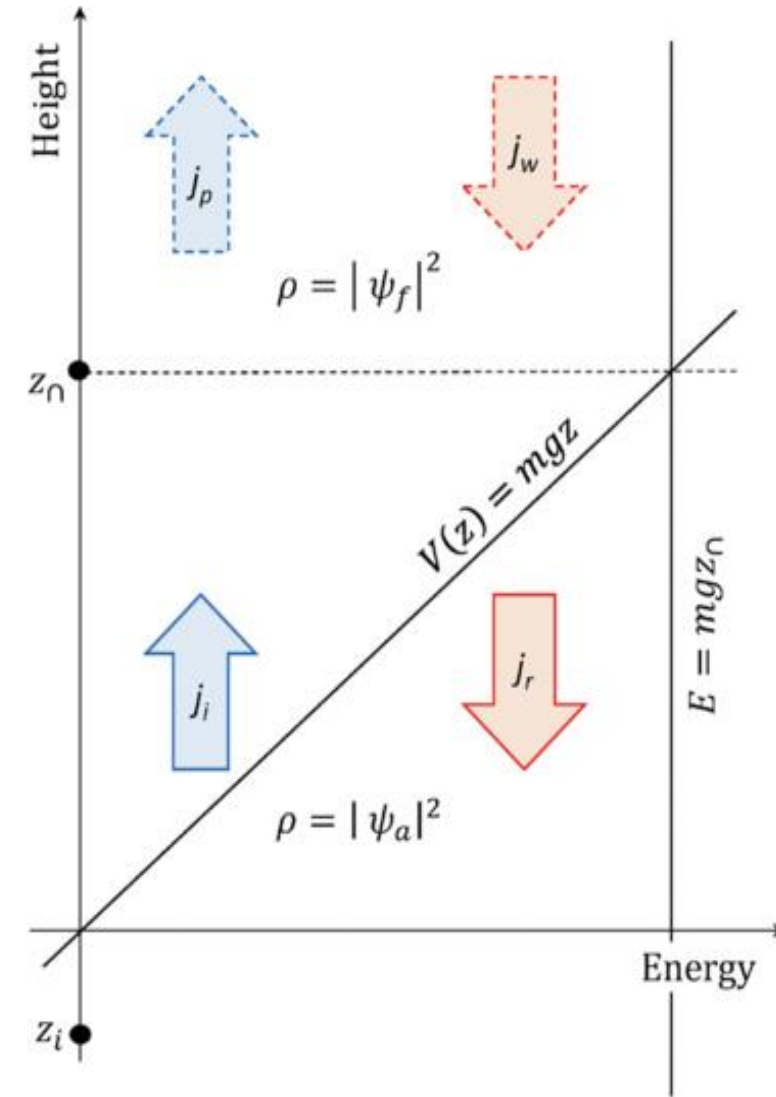 Height
j_p
j_w
ρ = | ψ_f |^2
z_∩
V(z) = mgz
E = mgz_∩
j_i
j_r
ρ = | ψ_a|^2
Energy
z_i